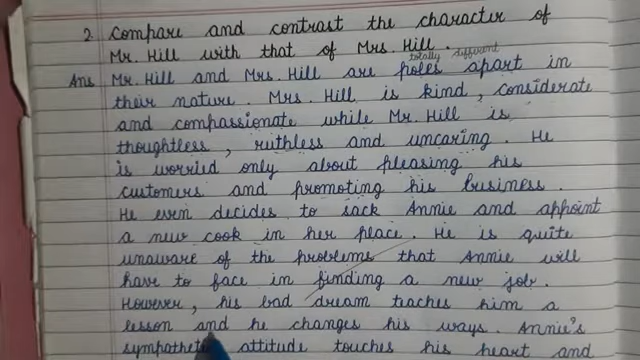 2 Compare and contrast the character of
Mr. Hill with that of Mrs. Hill.
totally different
Ans Mr. Hill and Mrs. Hill are poles apart in
their nature. Mrs. Hill is kind, considerate
and compassionate while Mr. Hill is
thoughtless, ruthless and uncaring. He
is worried only about pleasing his
customers and promoting his business.
He even decides to sack Annie and appoint
a new cook in her place. He is quite
unaware of the problems that Annie will
have to face in finding a new job.
However, his bad dream teaches him a
lesson and he changes his ways. Annie's
attitude touches his heart and